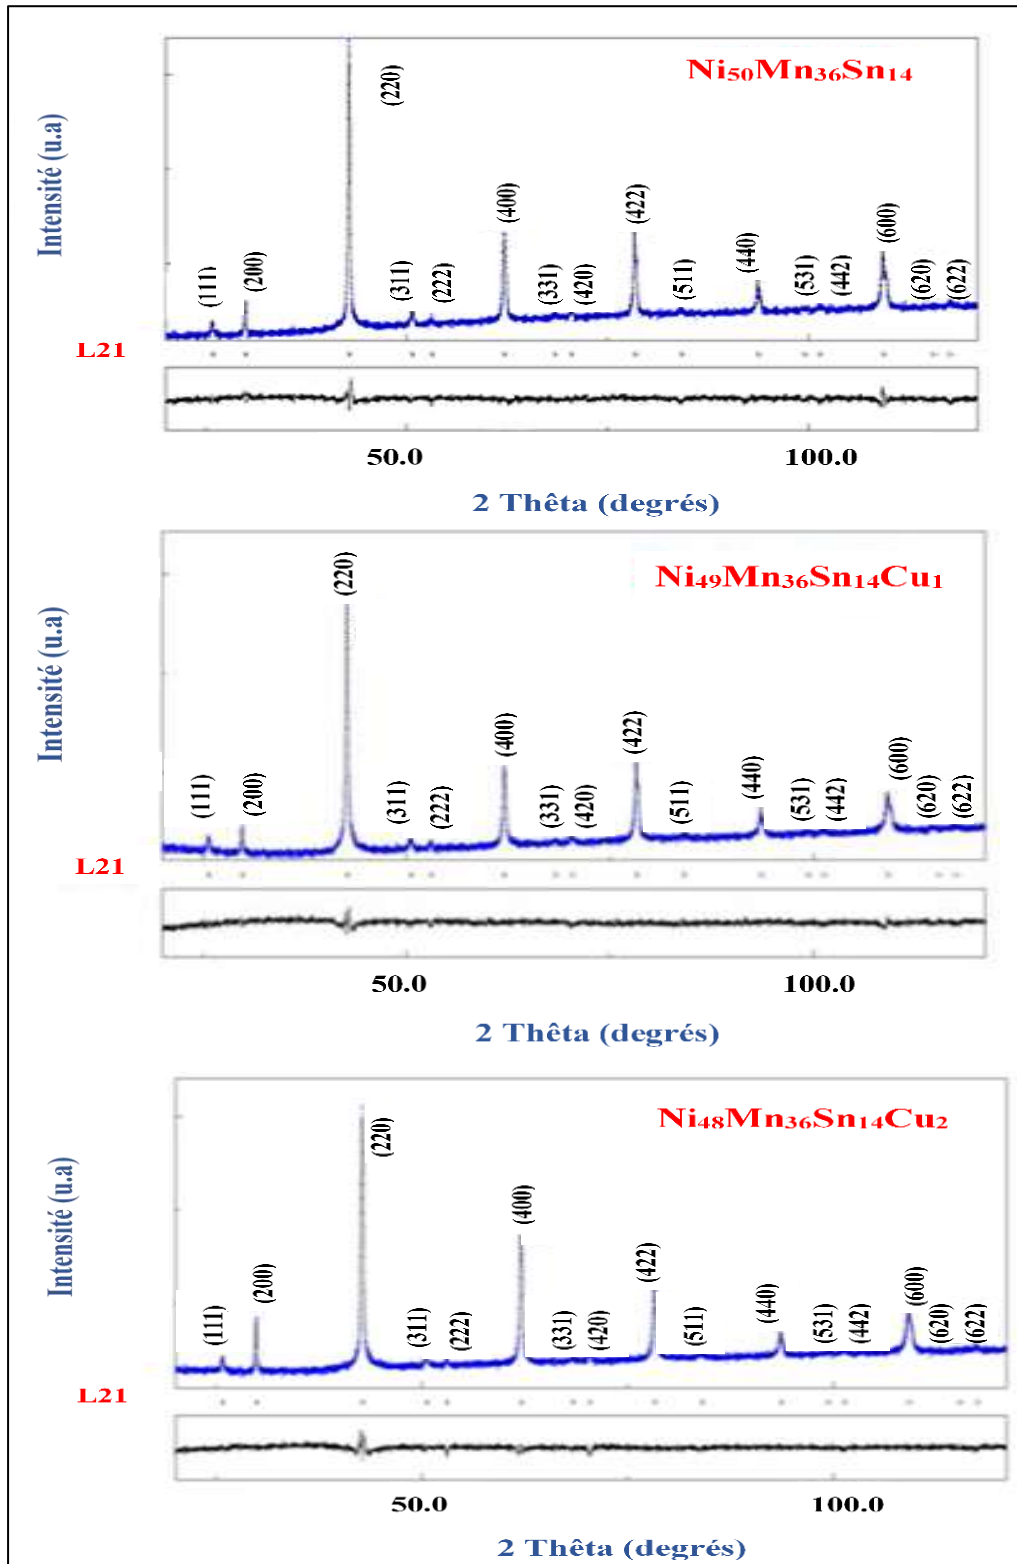 Ni50Mn36Sn14
Intensité (u.a)
(111) (200) (220) (311) (222) (400) (331) (420) (422) (511) (440) (531) (442) (600) (620) (622)
L21
50.0 100.0
2 Thêta (degrés)
Ni49Mn36Sn14Cu1
Intensité (u.a)
(111) (200) (220) (311) (222) (400) (331) (420) (422) (511) (440) (531) (442) (600) (620) (622)
L21
50.0 100.0
2 Thêta (degrés)
Ni48Mn36Sn14Cu2
Intensité (u.a)
(111) (200) (220) (311) (222) (400) (331) (420) (422) (511) (440) (531) (442) (600) (620) (622)
L21
50.0 100.0
2 Thêta (degrés)